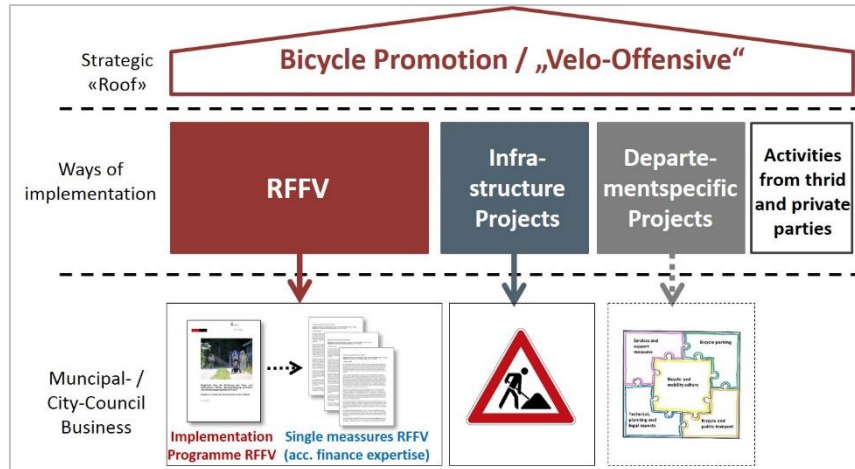 Strategic
«Roof»
Bicycle Promotion / „Velo-Offensive“
Ways of
implementation
RFFV
Infra-
structure
Projects
Departe-
mentspecific
Projects
Activities
from thrid
and private
parties
Muncipal- /
City-Council
Business
Implementation
Programme RFFV
Single meassures RFFV
(acc. finance expertise)
Services and
support
measures
Bicycle parking
Bicycle- and
mobility culture
Technical,
planning and
legal aspects
Bicycle and
public transport